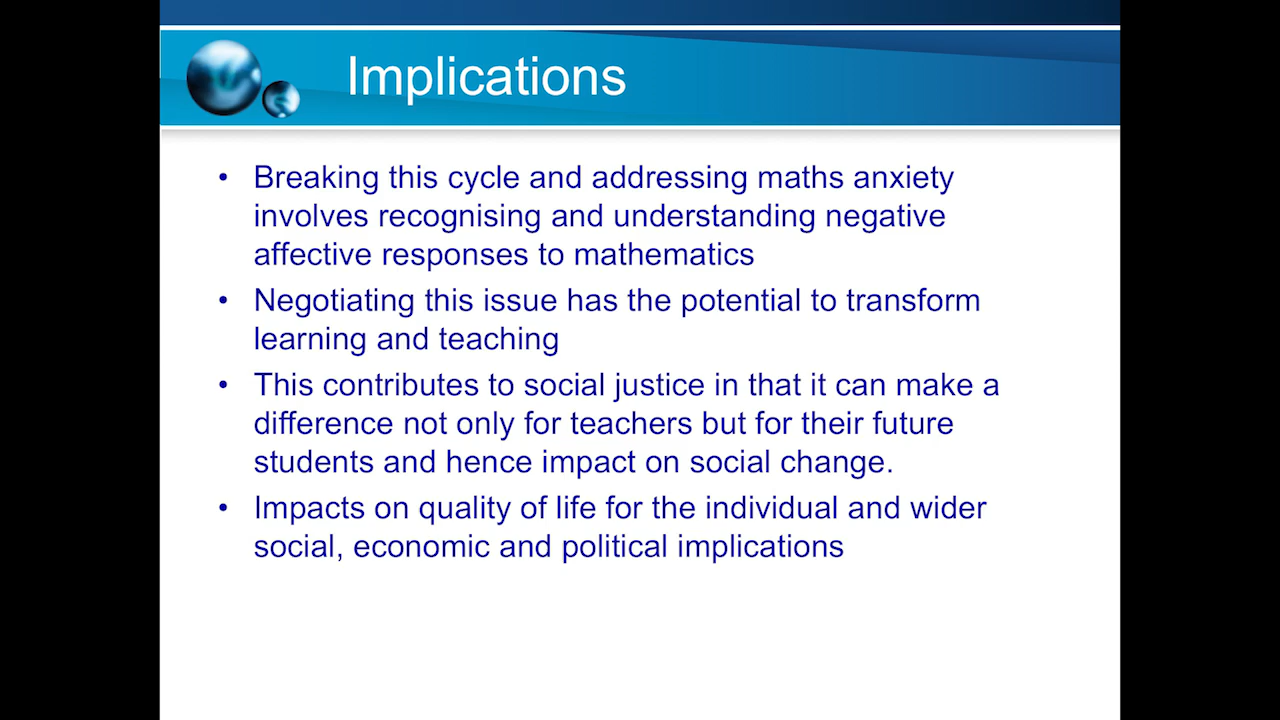 Implications
• Breaking this cycle and addressing maths anxiety
involves recognising and understanding negative
affective responses to mathematics
• Negotiating this issue has the potential to transform
learning and teaching
• This contributes to social justice in that it can make a
difference not only for teachers but for their future
students and hence impact on social change.
• Impacts on quality of life for the individual and wider
social, economic and political implications